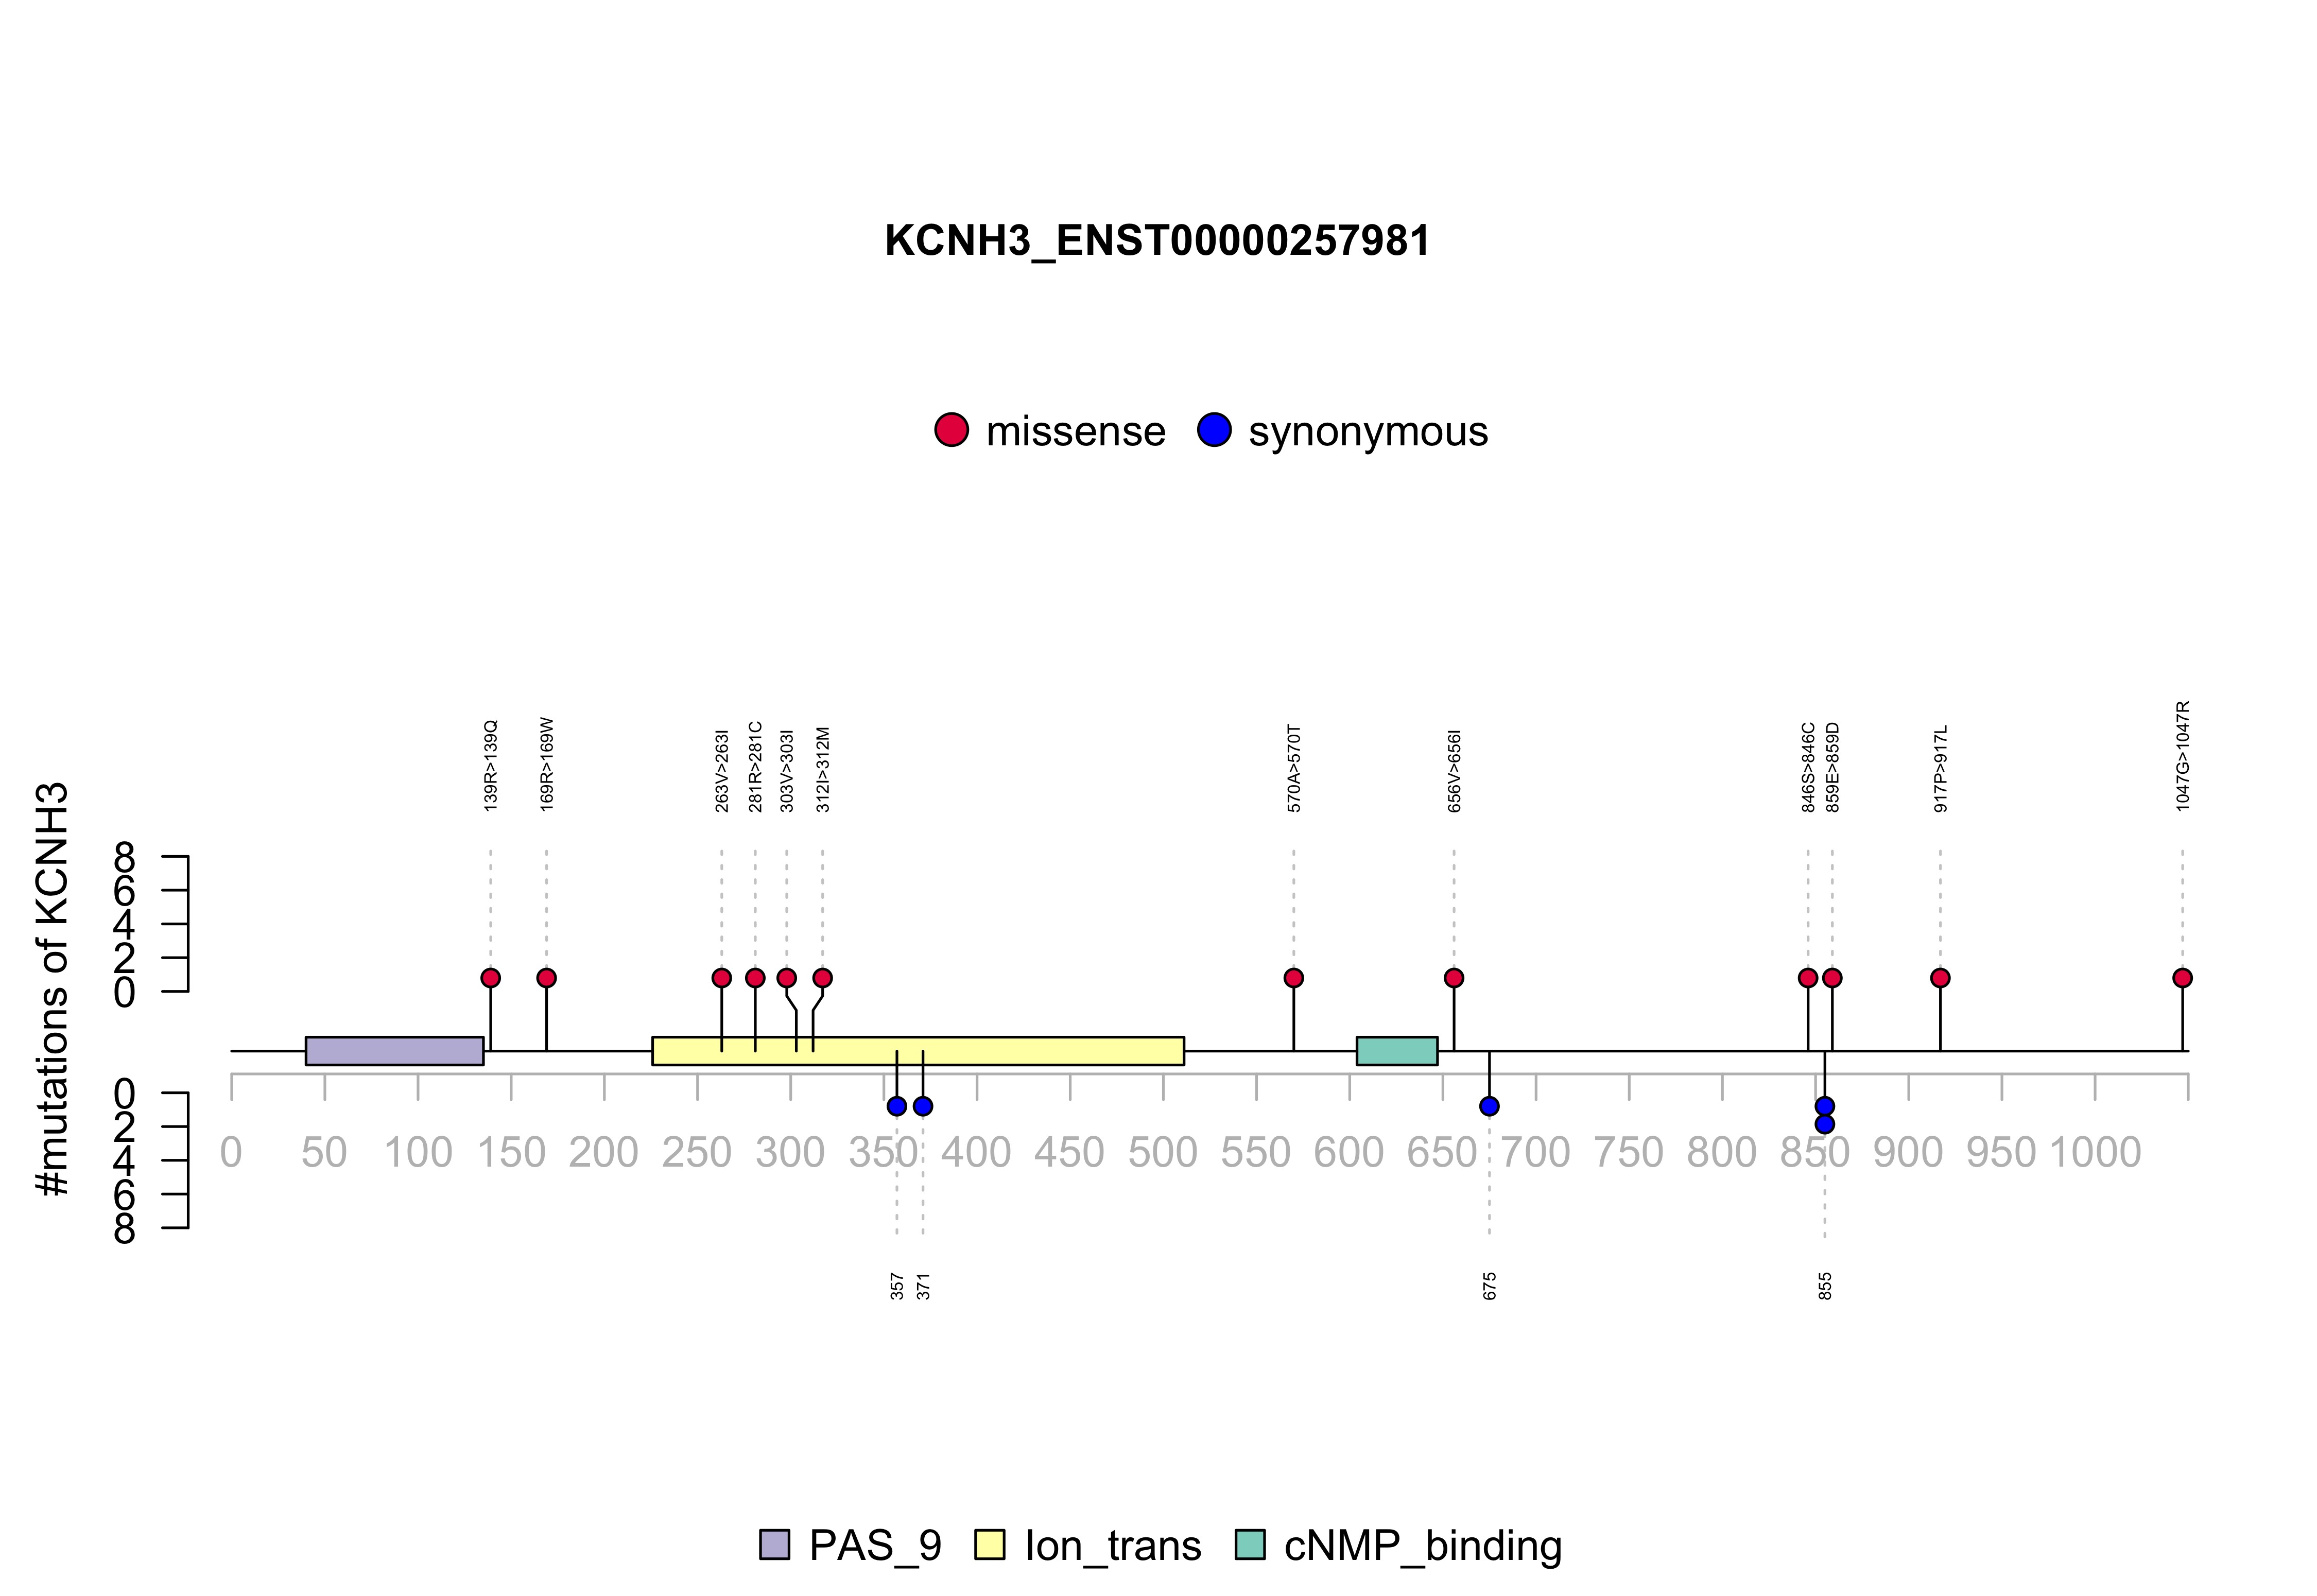 KCNH3_ENST00000257981
missense synonymous
139R>139Q 169R>169W 263V>263I 281R>281C 303V>303I 312I>312M 570A>570T 656V>656I 846S>846C 859E>859D 917P>917L 1047G>1047R
#mutations of KCNH3
8
6
4
2
0
0
2
4
6
8
0 50 100 150 200 250 300 350 400 450 500 550 600 650 700 750 800 850 900 950 1000
357 371 675 855
PAS_9 Ion_trans cNMP_binding